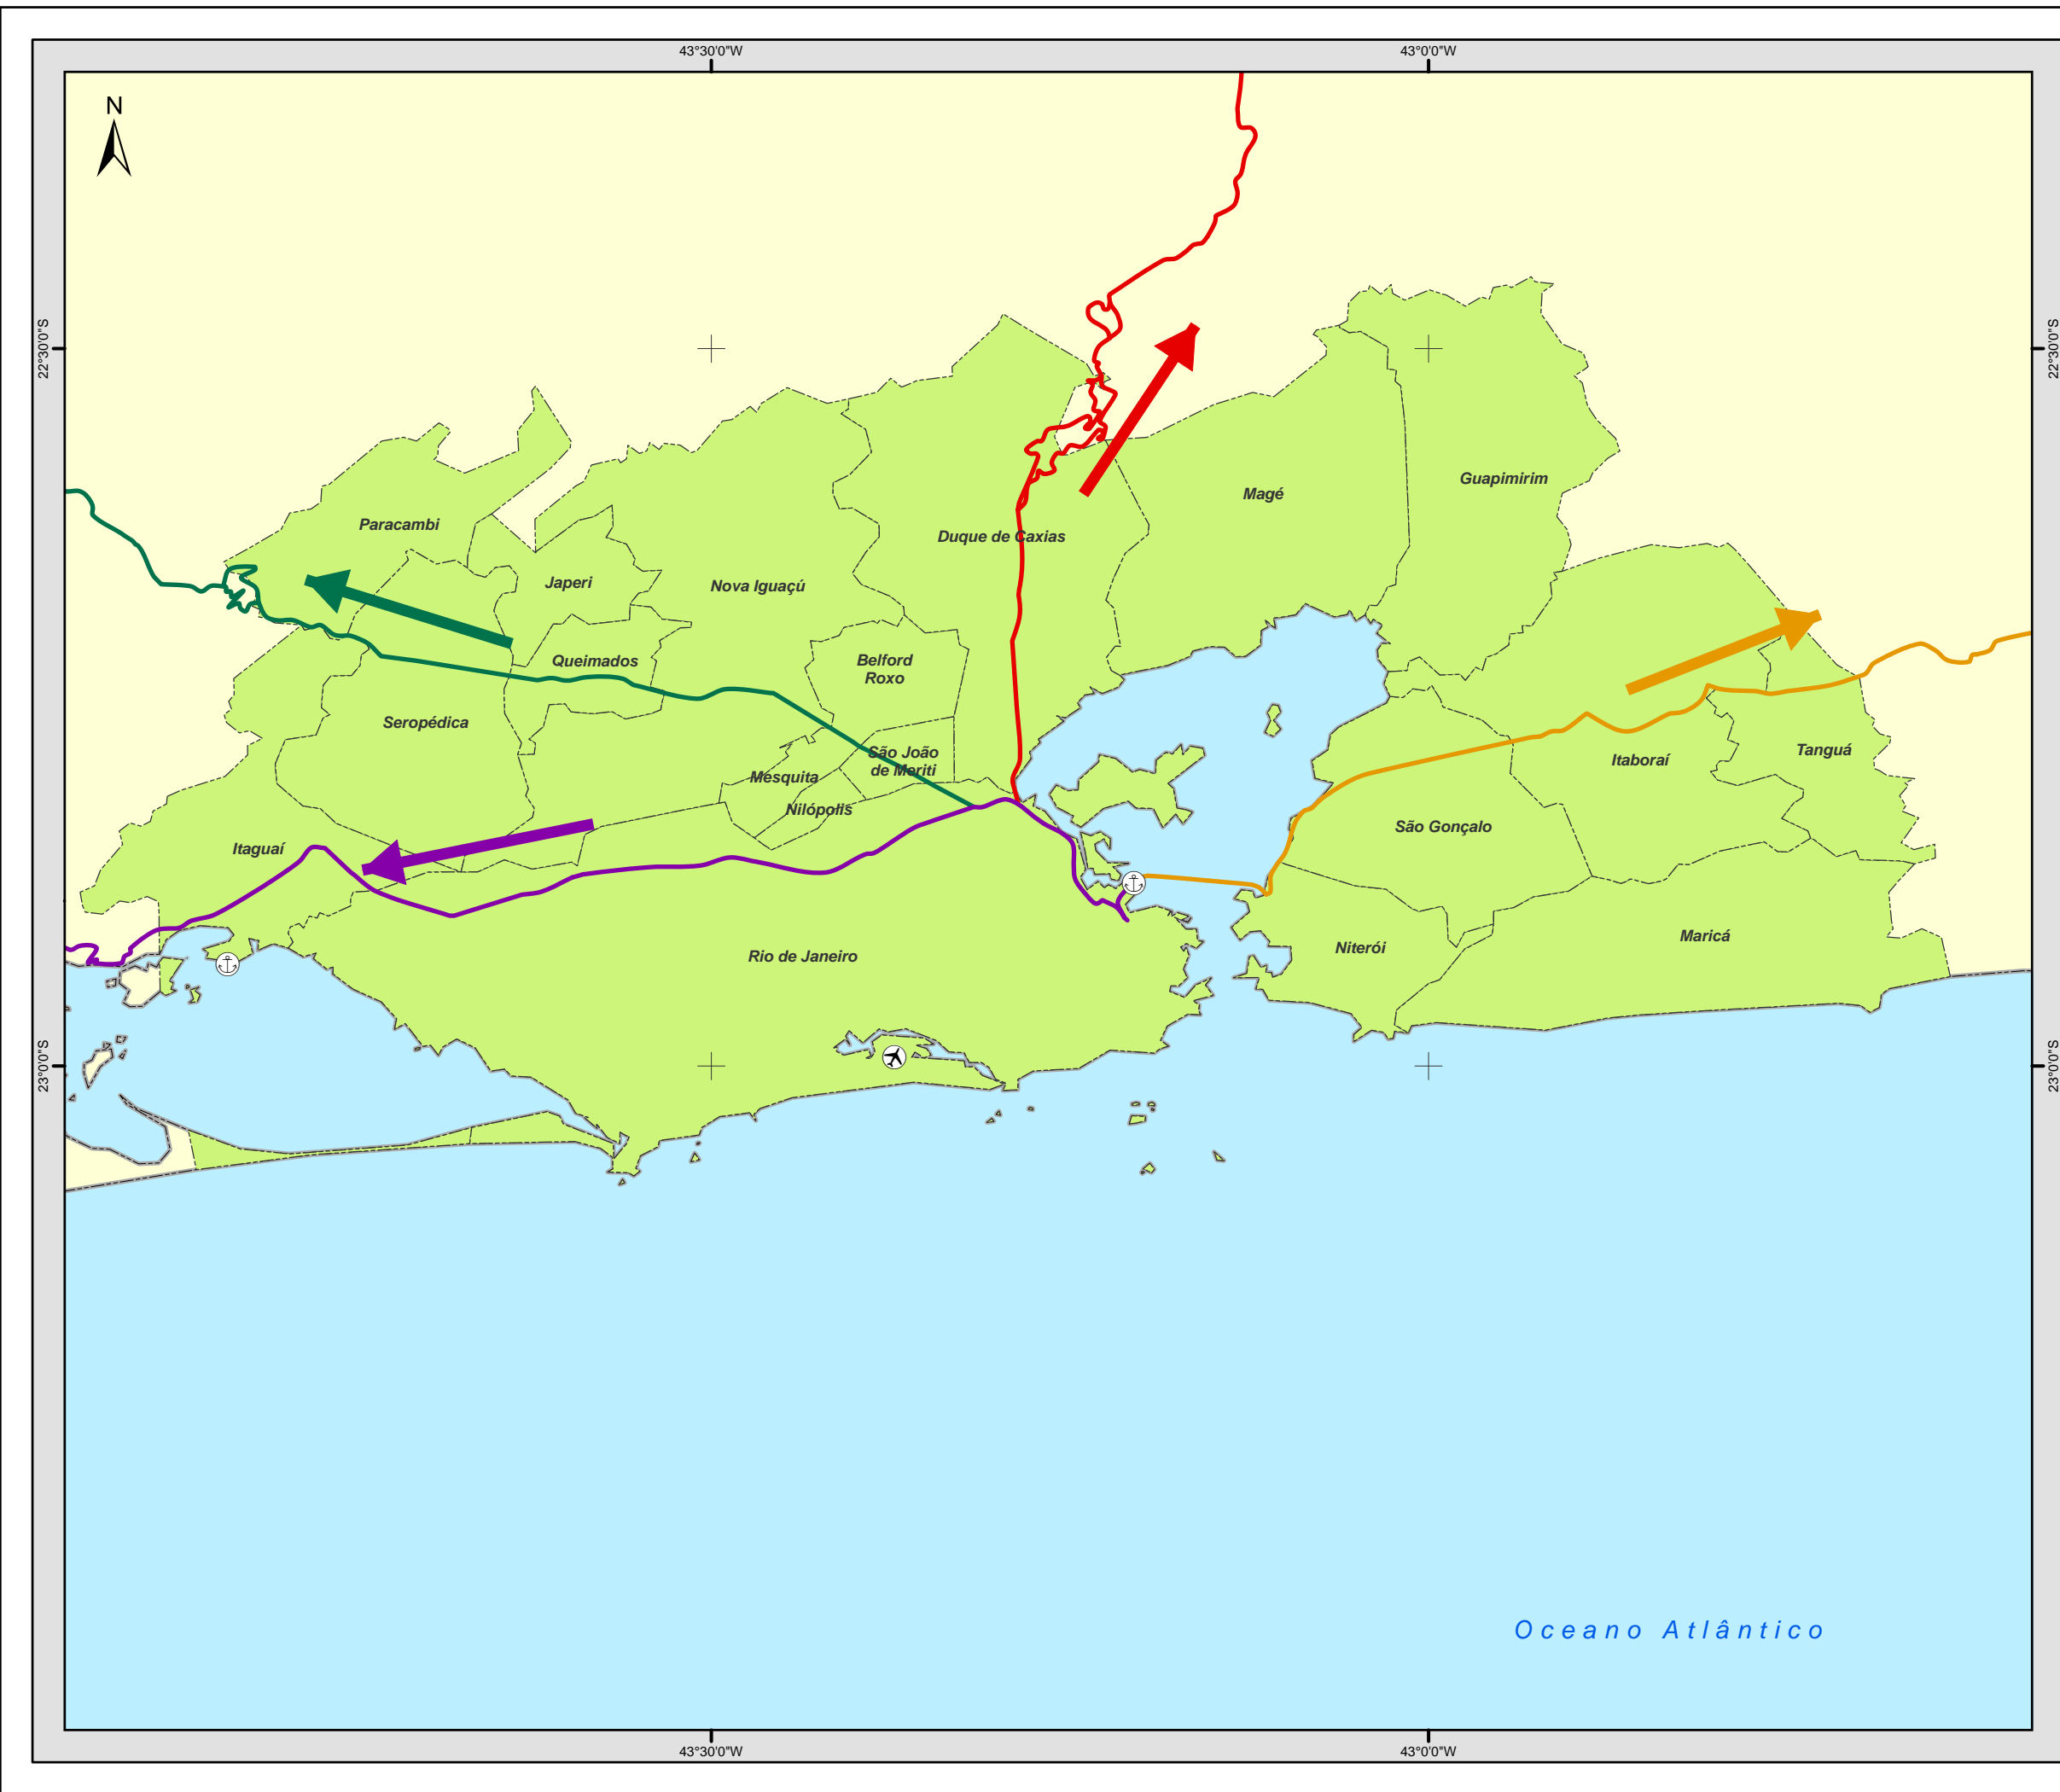 43°30'0"W
43°0'0"W
N
22°30'0"S
22°30'0"S
Guapimirim
Magé
Paracambi
Duque de Caxias
Japeri
Nova Iguaçú
Queimados
Belford
Roxo
Seropédica
São João
de Meriti
Tanguá
Itaboraí
Mesquita
Nilópolis
São Gonçalo
Itaguaí
Maricá
Niterói
Rio de Janeiro
23°0'0"S
23°0'0"S
Oceano Atlântico
43°30'0"W
43°0'0"W